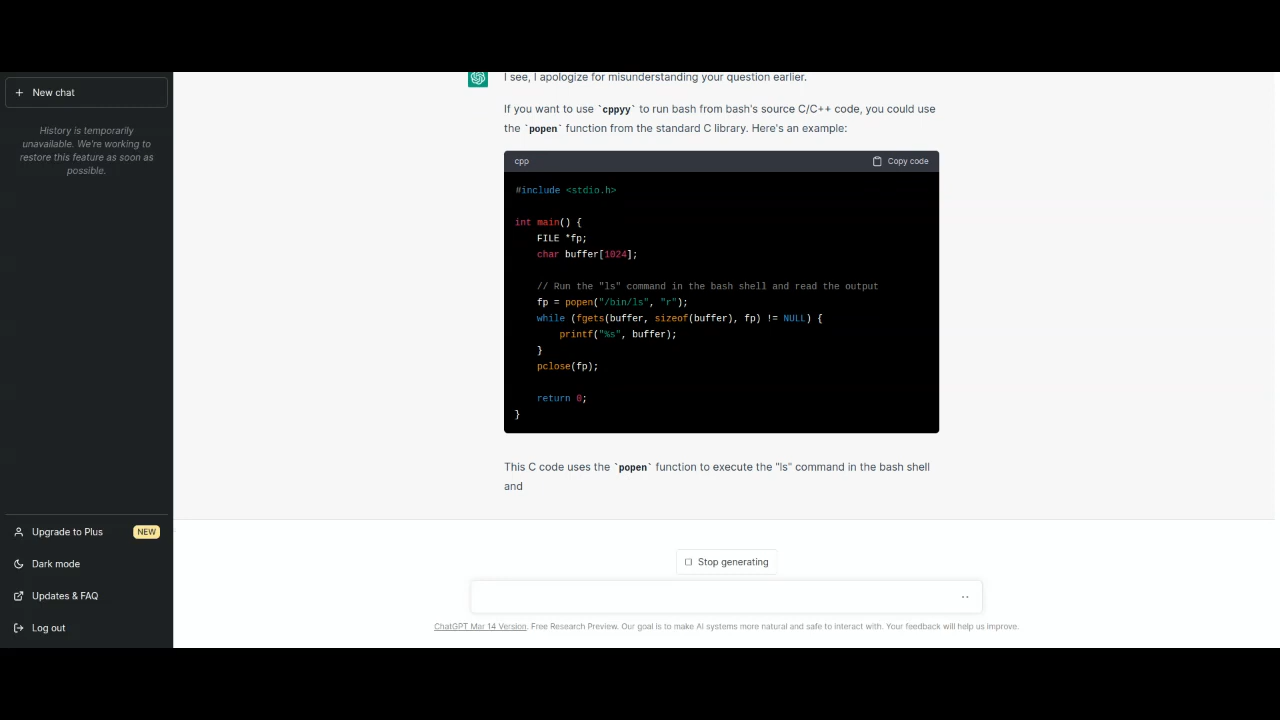 New chat
History is temporarily
unavailable. We're working to
restore this feature as soon as
possible.
Upgrade to Plus NEW
Dark mode
Updates & FAQ
Log out
I see, I apologize for misunderstanding your question earlier.
If you want to use `cppyy` to run bash from bash's source C/C++ code, you could use
the `popen` function from the standard C library. Here's an example:
cpp Copy code
#include <stdio.h>
int main() {
    FILE *fp;
    char buffer[1024];
    // Run the "ls" command in the bash shell and read the output
    fp = popen("/bin/ls", "r");
    while (fgets(buffer, sizeof(buffer), fp) != NULL) {
        printf("%s", buffer);
    }
    pclose(fp);
    return 0;
}
This C code uses the `popen` function to execute the "ls" command in the bash shell
and
Stop generating
ChatGPT Mar 14 Version. Free Research Preview. Our goal is to make AI systems more natural and safe to interact with. Your feedback will help us improve.